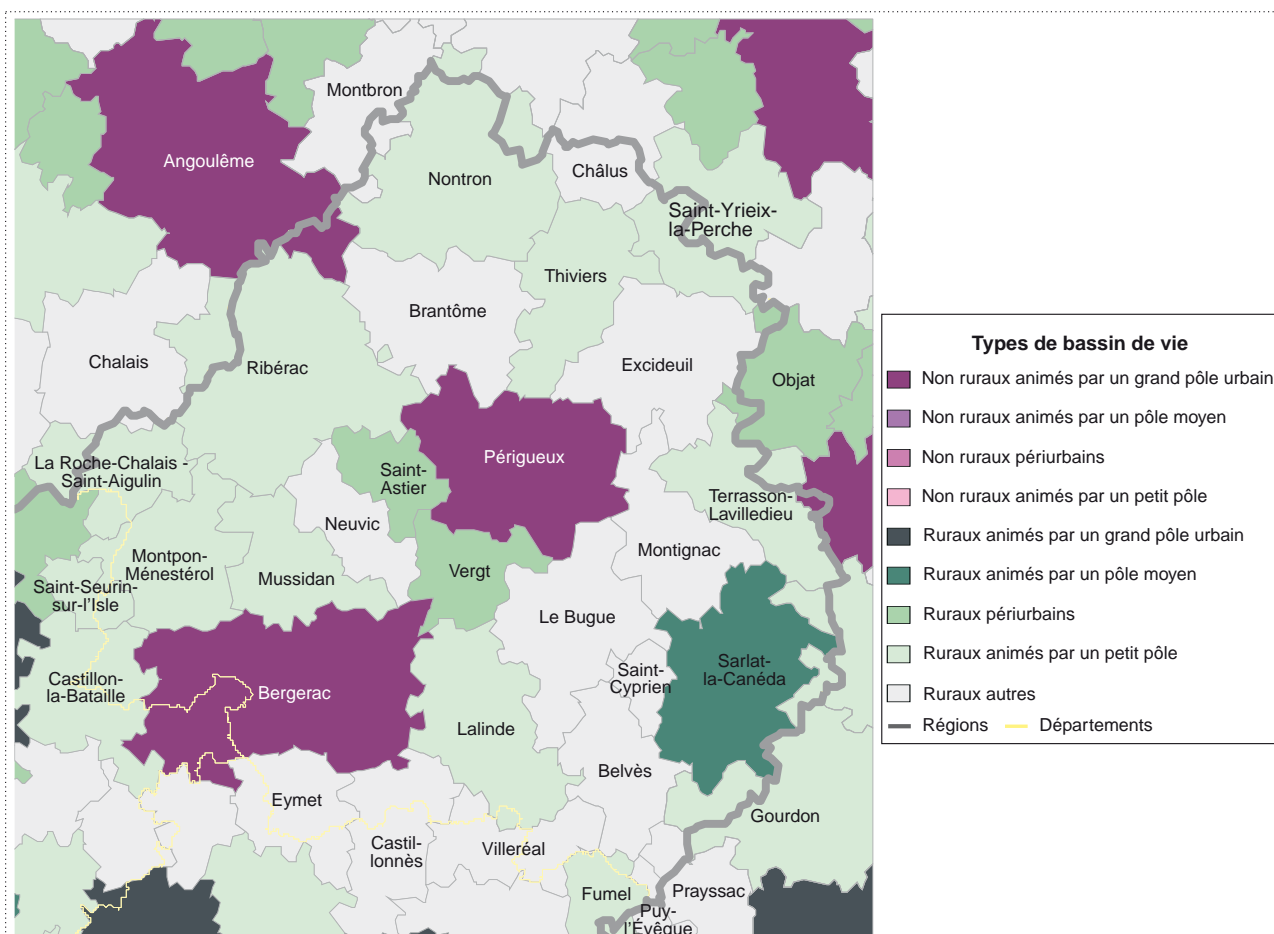 Montbron
Angoulême
Nontron
Châlus
Saint-Yrieix-
la-Perche
Thiviers
Brantôme
Chalais
Ribérac
Excideuil
Objat
La Roche-Chalais -
Saint-Aigulin
Saint-
Astier
Périgueux
Terrasson-
Lavilledieu
Neuvic
Montignac
Montpon-
Ménestérol
Mussidan
Vergt
Saint-Seurin-
sur-l'Isle
Le Bugue
Castillon-
la-Bataille
Bergerac
Saint-
Cyprien
Sarlat-
la-Canéda
Lalinde
Belvès
Eymet
Gourdon
Castil-
lonnès
Villeréal
Fumel
Prayssac
Puy-
l'Évêque
Types de bassin de vie
Non ruraux animés par un grand pôle urbain
Non ruraux animés par un pôle moyen
Non ruraux périurbains
Non ruraux animés par un petit pôle
Ruraux animés par un grand pôle urbain
Ruraux animés par un pôle moyen
Ruraux périurbains
Ruraux animés par un petit pôle
Ruraux autres
Régions Départements